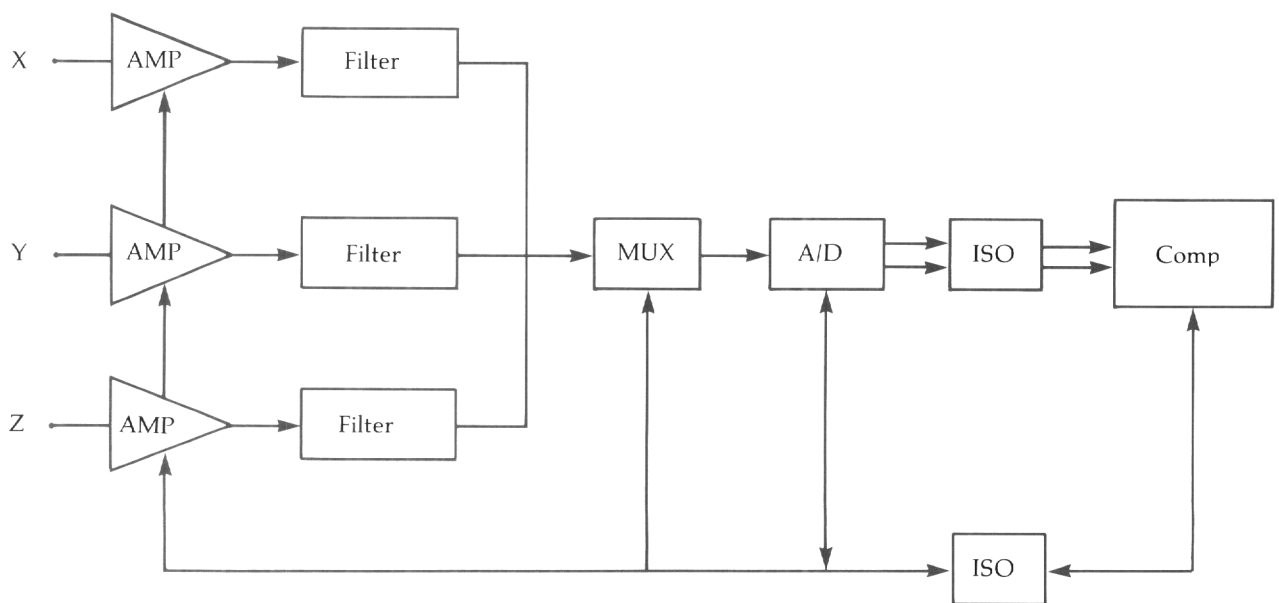 X
AMP
Filter
Y
AMP
Filter
MUX
A/D
ISO
Comp
Z
AMP
Filter
ISO